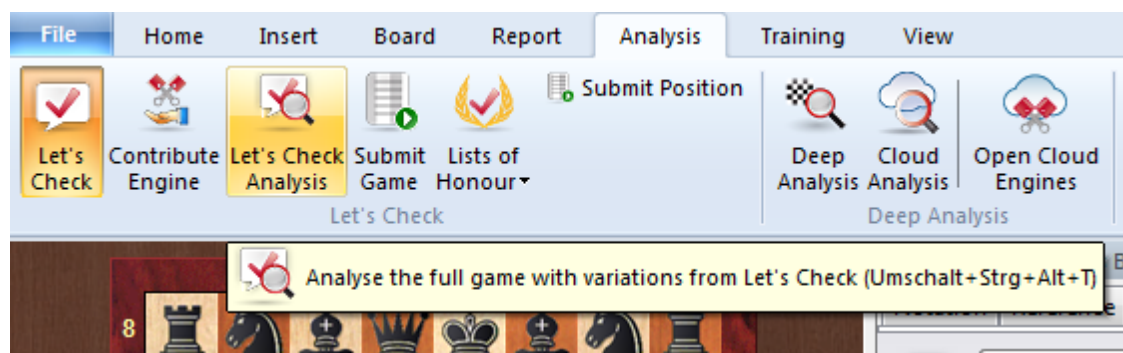 File Home Insert Board Report Analysis Training View
Submit Position
Let's Check
Contribute Engine
Let's Check Analysis
Submit Game
Lists of Honour
Deep Analysis
Cloud Analysis
Open Cloud Engines
Let's Check
Deep Analysis
Analyse the full game with variations from Let's Check (Umschalt+Strg+Alt+T)
8